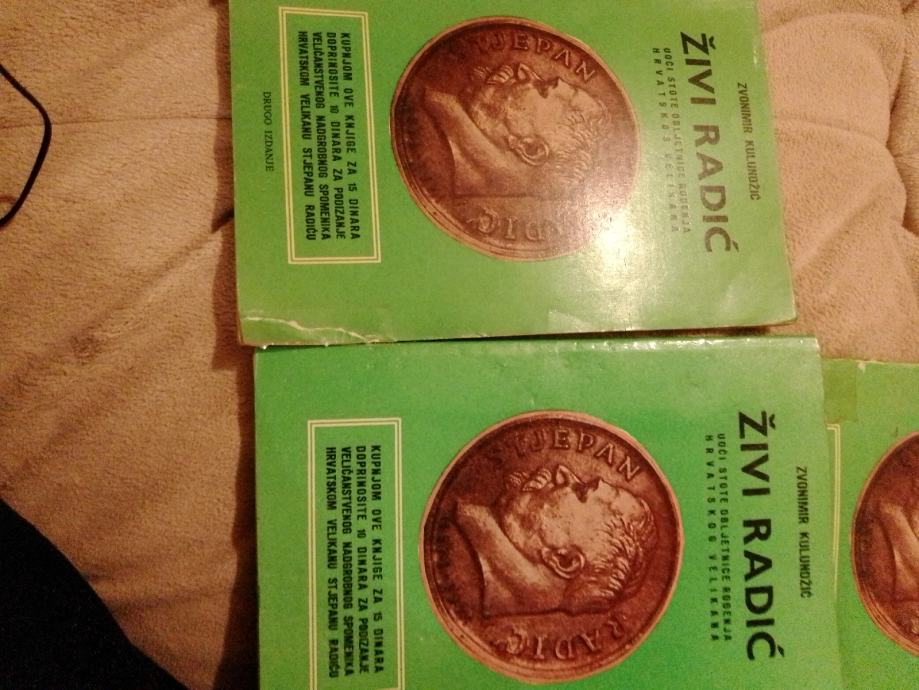 ZVONIMIR KULUNDŽIĆ
ŽIVI RADIĆ
UOČI STOTE OBLJETNICE ROĐENJA
HRVATSKOG VELIKANA
STJEPAN
RADIĆ
KUPNJOM OVE KNJIGE ZA 15 DINARA
DOPRINOSITE 10 DINARA ZA PODIZANJE
VELIČANSTVENOG NADGROBNOG SPOMENIKA
HRVATSKOM VELIKANU STJEPANU RADIĆU
DRUGO IZDANJE
ZVONIMIR KULUNDŽIĆ
ŽIVI RADIĆ
UOČI STOTE OBLJETNICE ROĐENJA
HRVATSKOG VELIKANA
STJEPAN
RADIĆ
KUPNJOM OVE KNJIGE ZA 15 DINARA
DOPRINOSITE 10 DINARA ZA PODIZANJE
VELIČANSTVENOG NADGROBNOG SPOMENIKA
HRVATSKOM VELIKANU STJEPANU RADIĆU